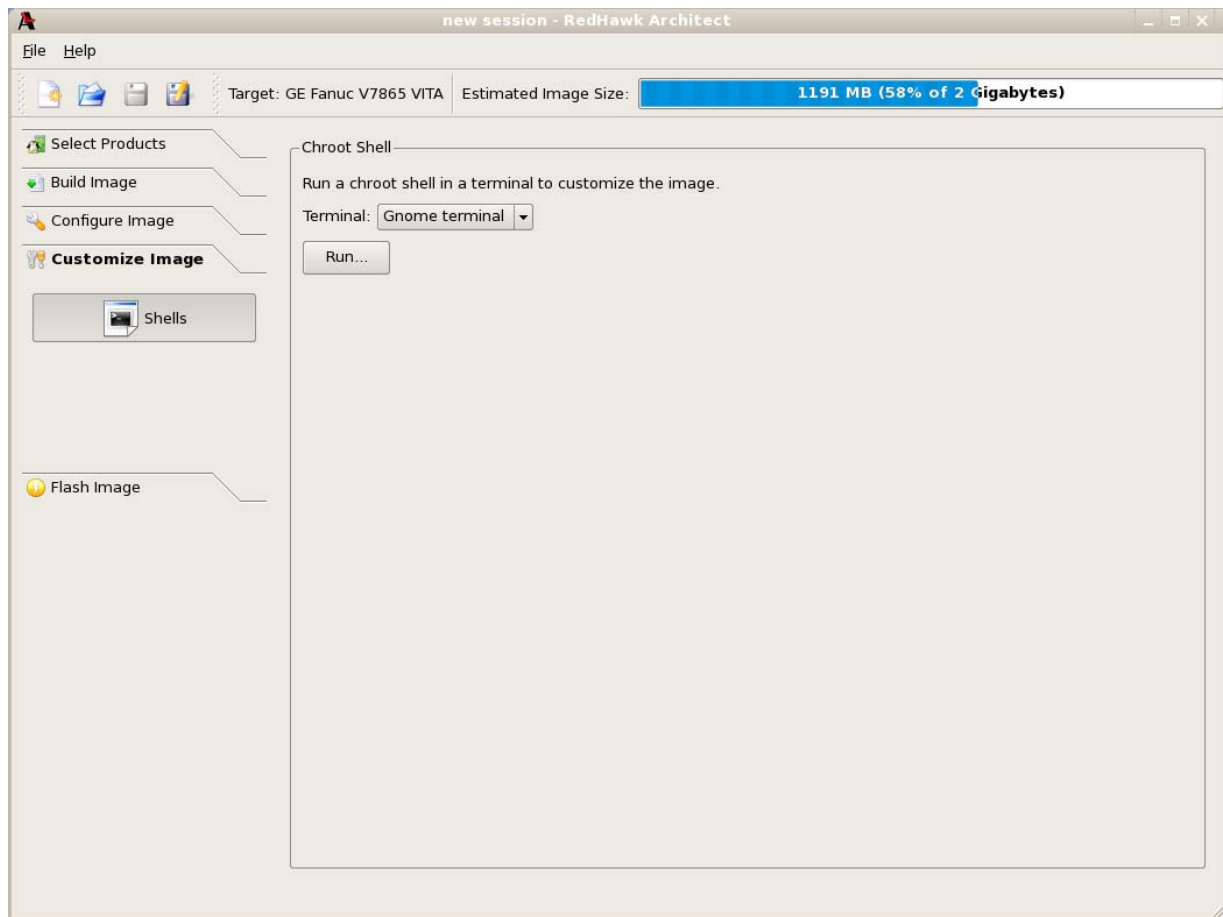 new session - RedHawk Architect
File Help
Target: GE Fanuc V7865 VITA Estimated Image Size: 1191 MB (58% of 2 Gigabytes)
Select Products
Build Image
Configure Image
Customize Image
Shells
Flash Image
Chroot Shell
Run a chroot shell in a terminal to customize the image.
Terminal: Gnome terminal
Run...